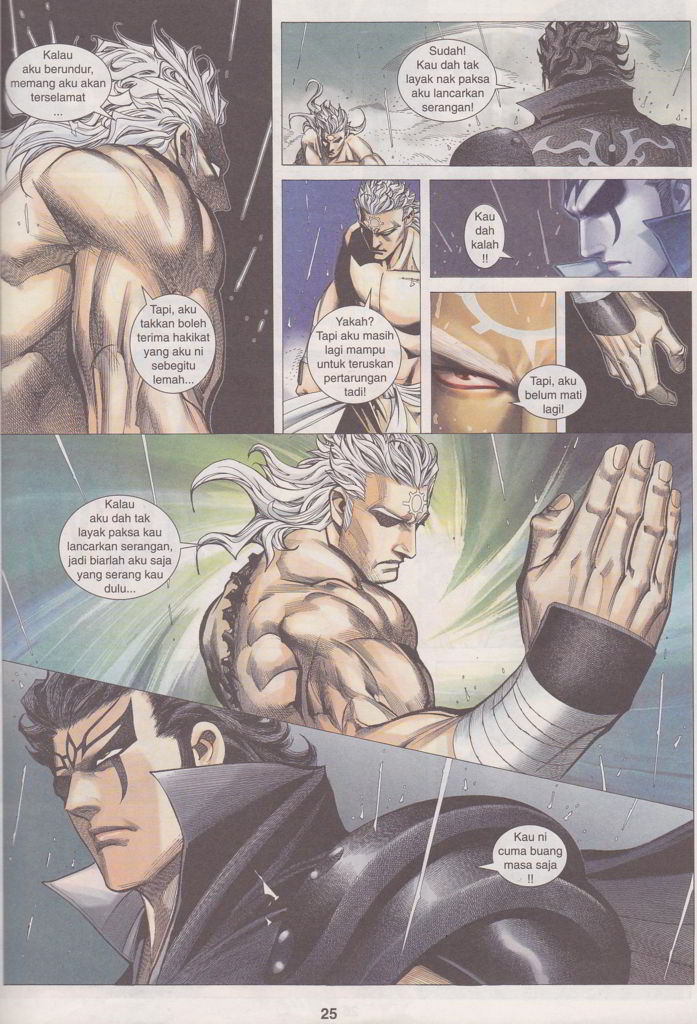 Kalau
aku berundur,
memang aku akan
terselamat
...
Tapi, aku
takkan boleh
terima hakikat
yang aku ni
sebegitu
lemah...
Sudah!
Kau dah tak
layak nak paksa
aku lancarkan
serangan!
Yakah?
Tapi aku masih
lagi mampu
untuk teruskan
pertarungan
tadi!
Kau
dah
kalah
!!
Tapi, aku
belum mati
lagi!
Kalau
aku dah tak
layak paksa kau
lancarkan serangan,
jadi biarlah aku saja
yang serang kau
dulu...
Kau ni
cuma buang
masa saja
!!
25